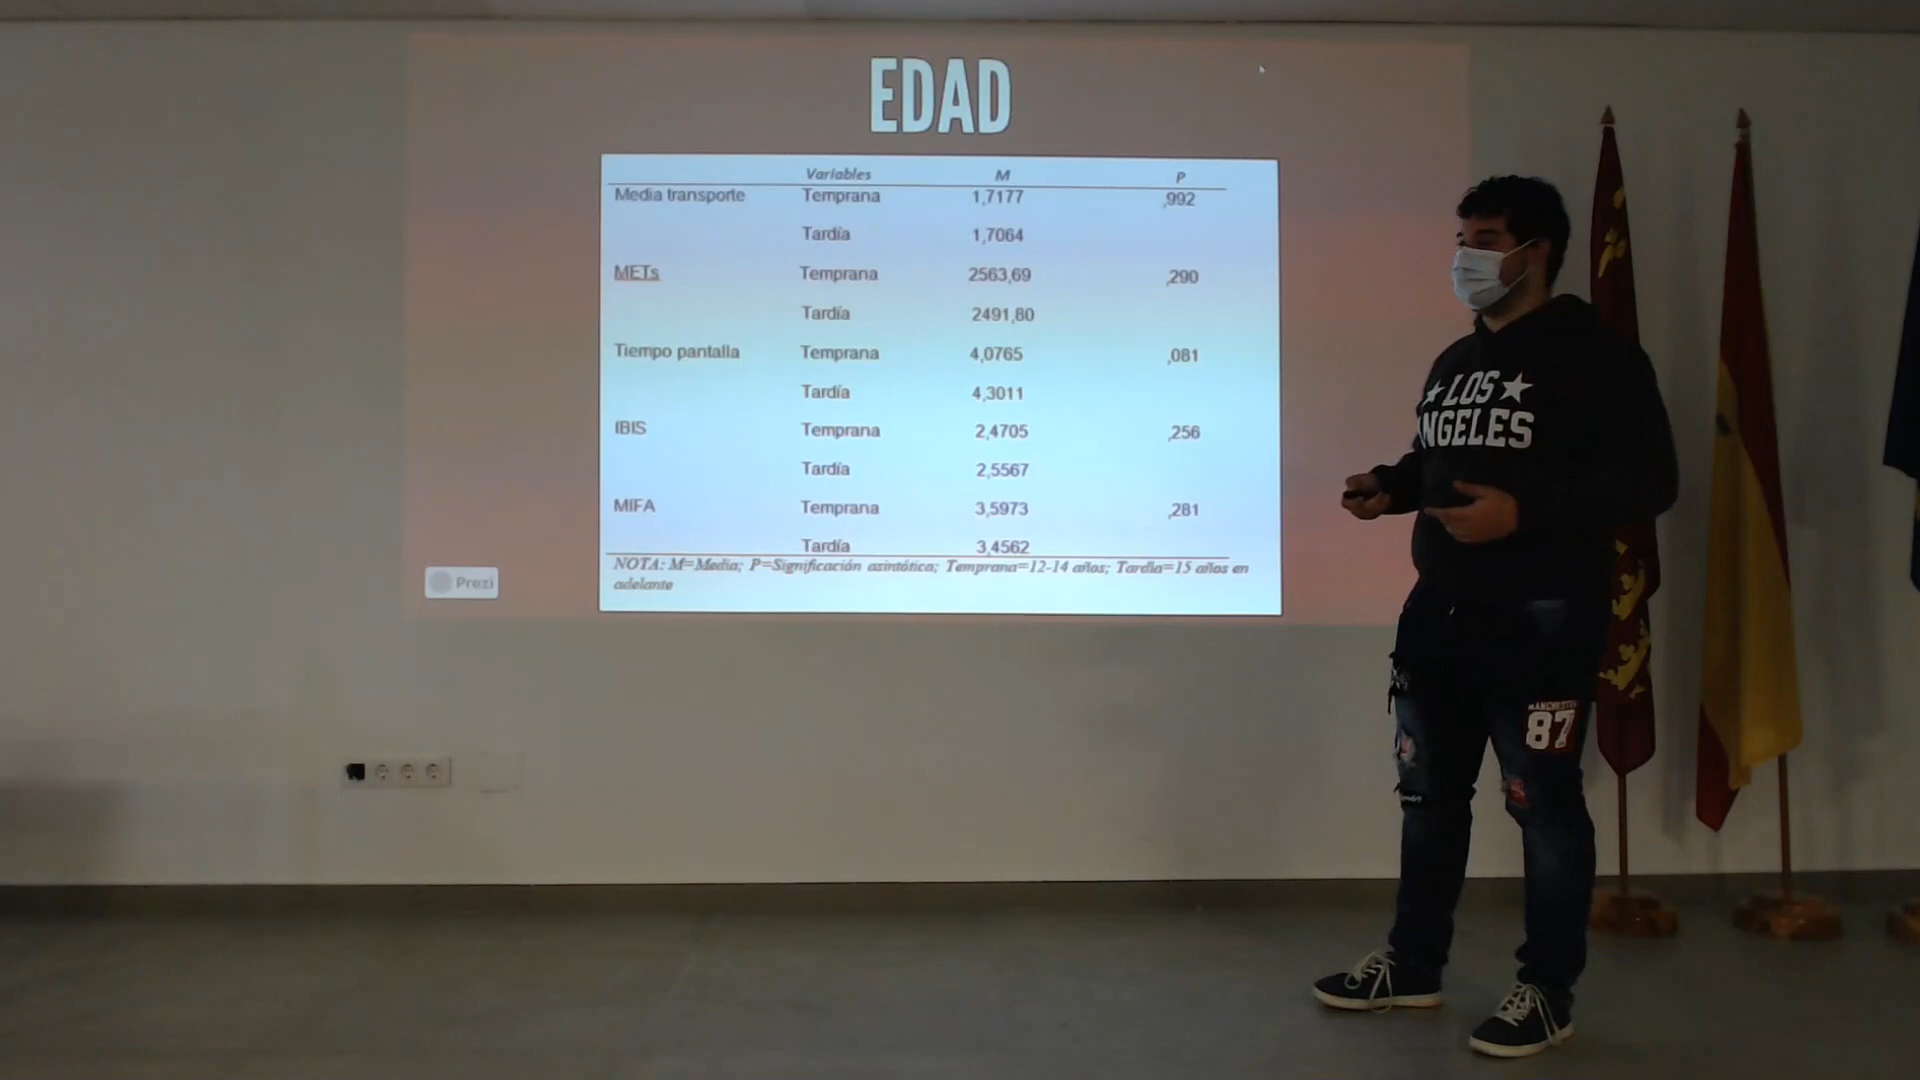 EDAD
Variables M P
Media transporte Temprana 1,7177 ,992
Tardía 1,7064
METs Temprana 2563,69 ,290
Tardía 2491,80
Tiempo pantalla Temprana 4,0765 ,081
Tardía 4,3011
IBIS Temprana 2,4705 ,256
Tardía 2,5567
MIFA Temprana 3,5973 ,281
Tardía 3,4562
NOTA: M=Media; P=Significación asintótica; Temprana=12-14 años; Tardía=15 años en
adelante
Prezi
LOS
NGELES
MANCHESTER
87